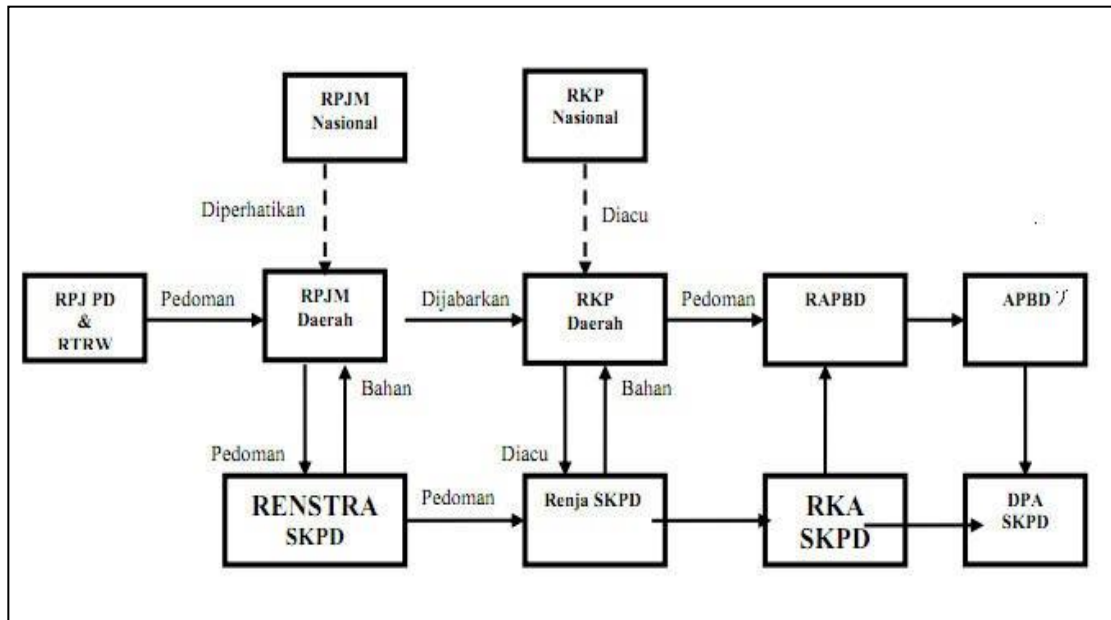 RPJM
Nasional
RKP
Nasional
Diperhatikan
Diacu
RPJ PD
&
RTRW
Pedoman
RPJM
Daerah
Dijabarkan
RKP
Daerah
Pedoman
RAPBD
APBD
Bahan
Bahan
Pedoman
Diacu
RENSTRA
SKPD
Pedoman
Renja SKPD
RKA
SKPD
DPA
SKPD